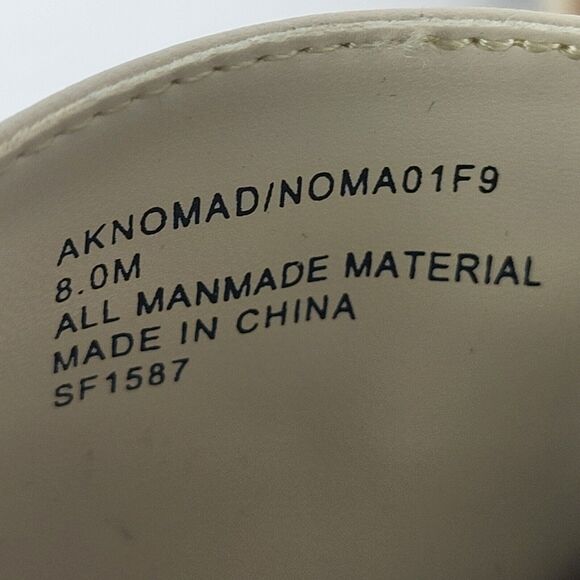 AKNOMAD/NOMA01F9
8.0M
ALL MANMADE MATERIAL
MADE IN CHINA
SF1587